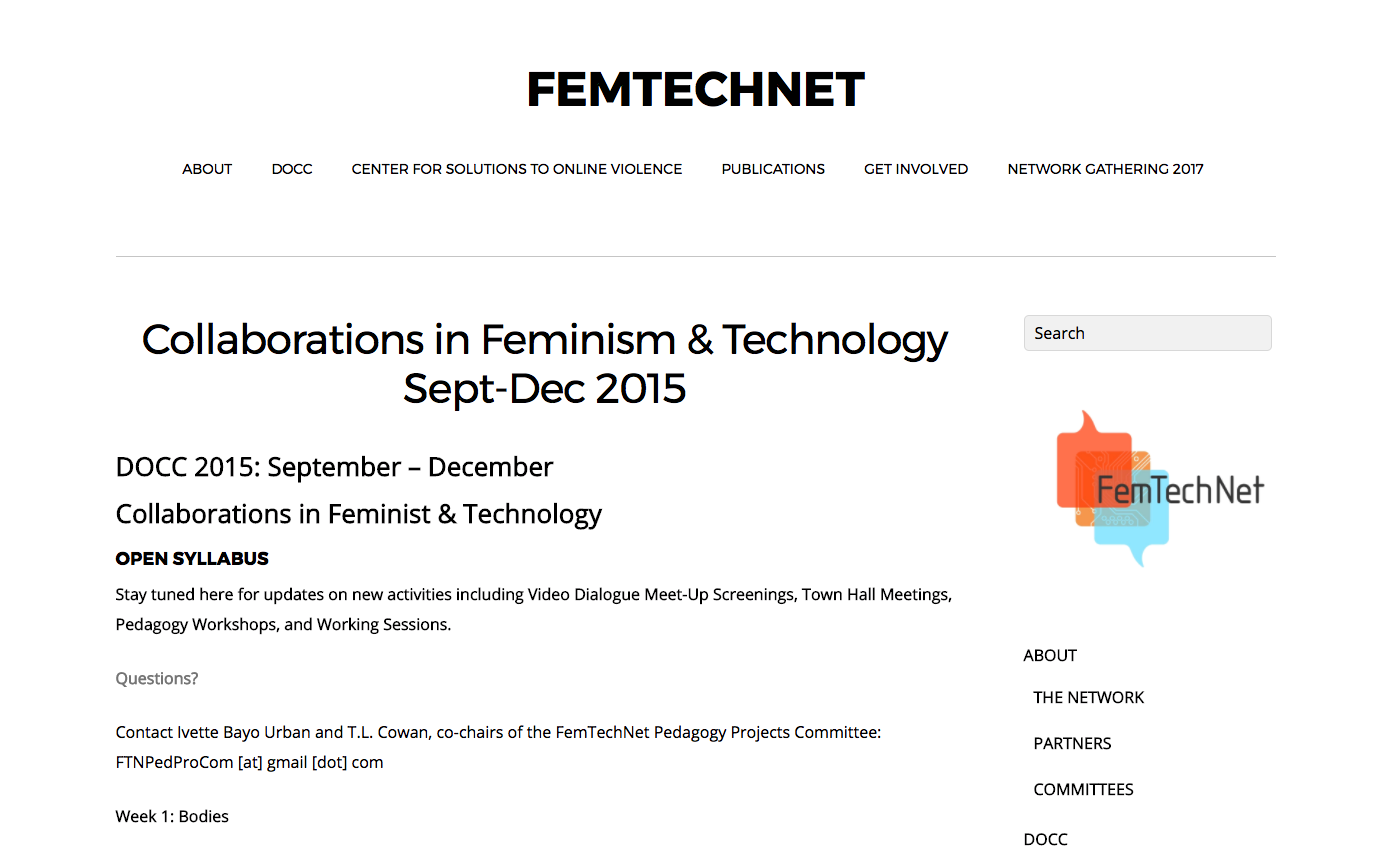 FEMTECHNET
ABOUT DOCC CENTER FOR SOLUTIONS TO ONLINE VIOLENCE PUBLICATIONS GET INVOLVED NETWORK GATHERING 2017
Collaborations in Feminism & Technology
Sept-Dec 2015
DOCC 2015: September – December
Collaborations in Feminist & Technology
OPEN SYLLABUS
Stay tuned here for updates on new activities including Video Dialogue Meet-Up Screenings, Town Hall Meetings,
Pedagogy Workshops, and Working Sessions.
Questions?
Contact Ivette Bayo Urban and T.L. Cowan, co-chairs of the FemTechNet Pedagogy Projects Committee:
FTNPedProCom [at] gmail [dot] com
Week 1: Bodies
Search
FemTechNet
ABOUT
THE NETWORK
PARTNERS
COMMITTEES
DOCC